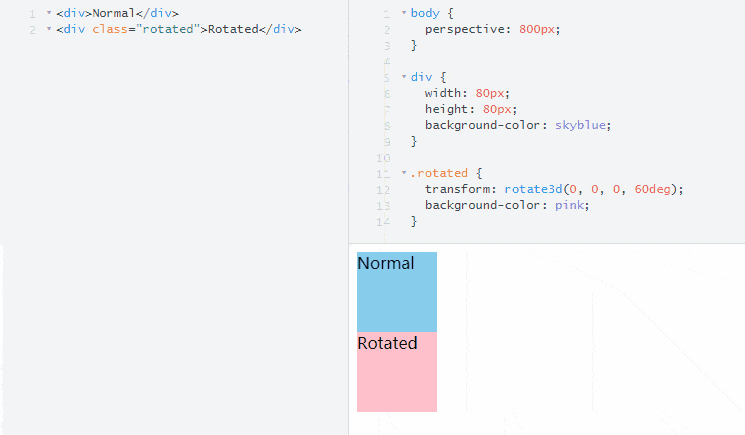 1 <div>Normal</div>
2 <div class="rotated">Rotated</div>
1 body {
2 perspective: 800px;
3 }
4
5 div {
6 width: 80px;
7 height: 80px;
8 background-color: skyblue;
9 }
10
11 .rotated {
12 transform: rotate3d(0, 0, 0, 60deg);
13 background-color: pink;
14 }
Normal
Rotated